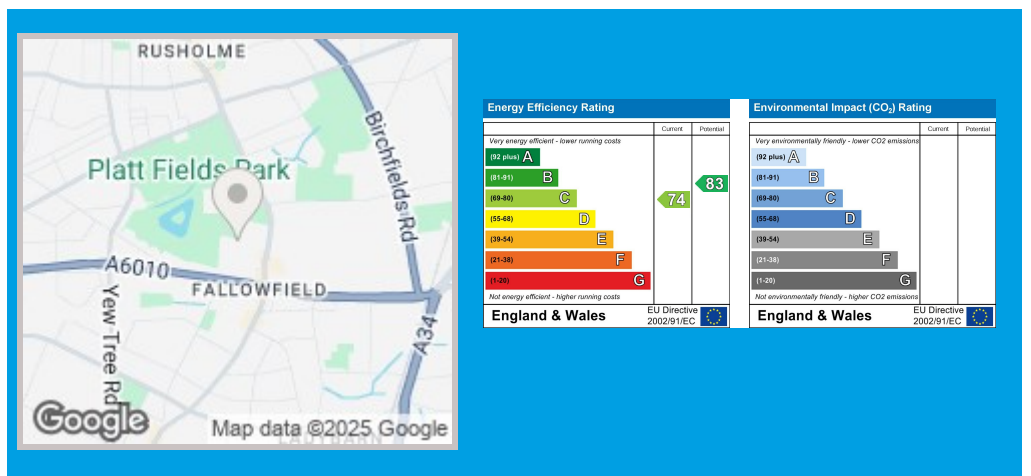 RUSHOLME
Birchfields Rd
Platt Fields Park
A6010
FALLOWFIELD
Yew Tree Rd
A34
LADYBARN
Google
Map data ©2025 Google
Energy Efficiency Rating
Current Potential
Very energy efficient - lower running costs
(92 plus) A
(81-91) B
83
(69-80) C
74
(55-68) D
(39-54) E
(21-38) F
(1-20) G
Not energy efficient - higher running costs
England & Wales
EU Directive
2002/91/EC
Environmental Impact (CO₂) Rating
Current Potential
Very environmentally friendly - lower CO2 emissions
(92 plus) A
(81-91) B
(69-80) C
(55-68) D
(39-54) E
(21-38) F
(1-20) G
Not environmentally friendly - higher CO2 emissions
England & Wales
EU Directive
2002/91/EC